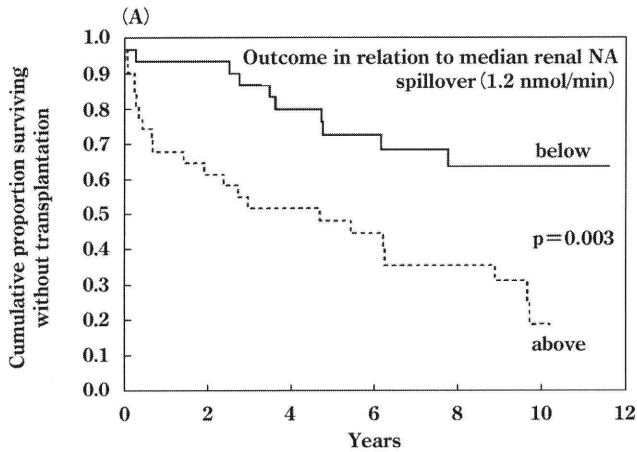 (A)
Outcome in relation to median renal NA
spillover (1.2 nmol/min)
Cumulative proportion surviving
without transplantation
1.0
0.9
0.8
0.7
0.6
0.5
0.4
0.3
0.2
0.1
0.0
below
p=0.003
above
0 2 4 6 8 10 12
Years